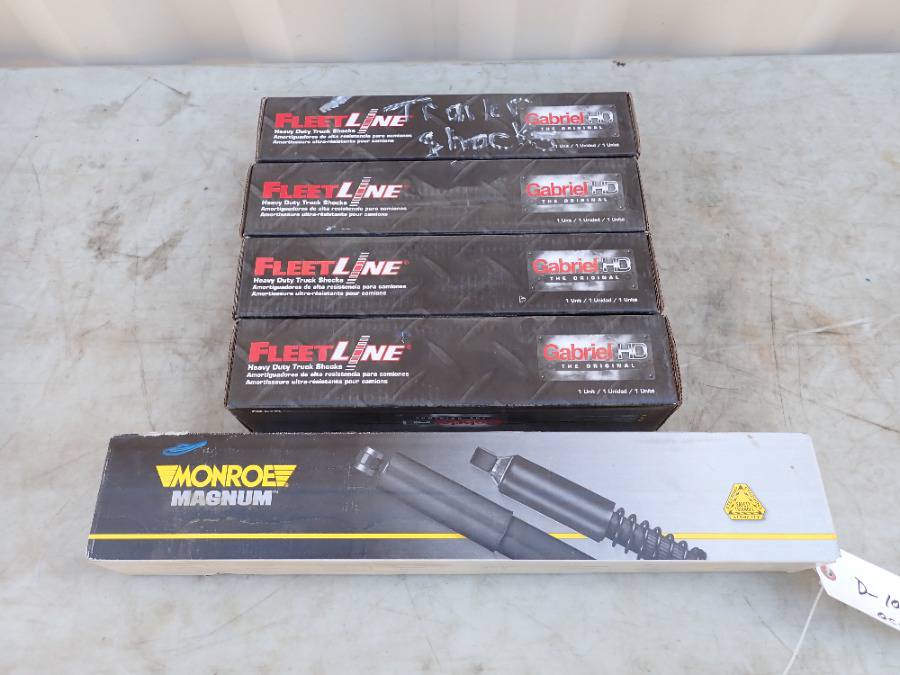 FLEETLINE®
Heavy Duty Truck Shocks
Amortiguadores de alta resistencia para camiones
Amortisseurs ultra-résistants pour camions
Tracks
Shocks
Gabriel HD
THE ORIGINAL
1 Unit / 1 Unidad / 1 Unité
FLEETLINE®
Heavy Duty Truck Shocks
Amortiguadores de alta resistencia para camiones
Amortisseurs ultra-résistants pour camions
Gabriel HD
THE ORIGINAL
1 Unit / 1 Unidad / 1 Unité
FLEETLINE®
Heavy Duty Truck Shocks
Amortiguadores de alta resistencia para camiones
Amortisseurs ultra-résistants pour camions
Gabriel HD
THE ORIGINAL
1 Unit / 1 Unidad / 1 Unité
FLEETLINE®
Heavy Duty Truck Shocks
Amortiguadores de alta resistencia para camiones
Amortisseurs ultra-résistants pour camions
Gabriel HD
THE ORIGINAL
1 Unit / 1 Unidad / 1 Unité
MONROE®
MAGNUM™
SAFETY
D-10